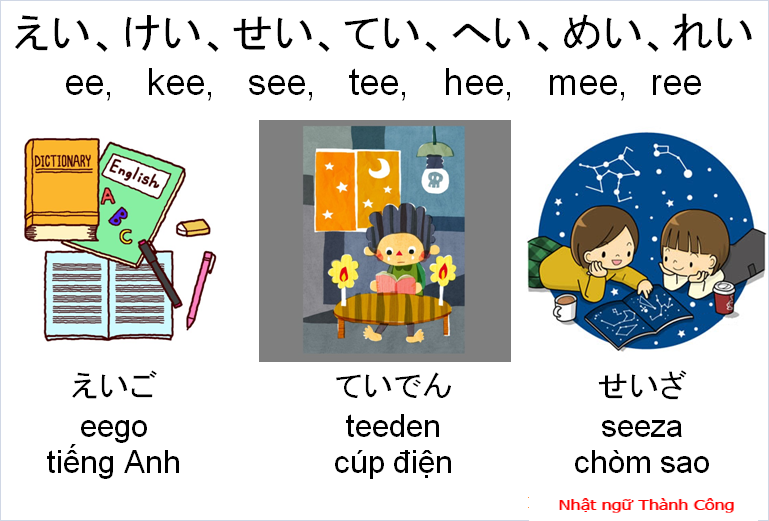 えい、けい、せい、てい、へい、めい、れい
ee, kee, see, tee, hee, mee, ree
DICTIONARY
English
A
B
C
えいご
ていでん
せいざ
eego
teeden
seeza
tiếng Anh
cúp điện
chòm sao
Nhật ngữ Thành Công